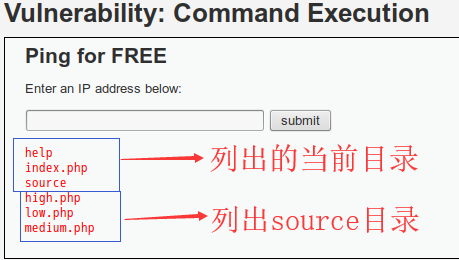 Vulnerability: Command Execution
Ping for FREE
Enter an IP address below:
submit
help
index.php
source
列出的当前目录
high.php
low.php
medium.php
列出source目录